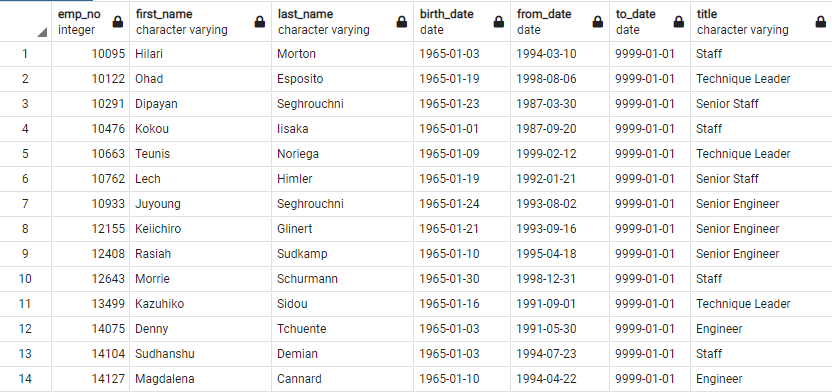 emp_no first_name last_name birth_date from_date to_date title
integer character varying character varying date date date character varying
1 10095 Hilari Morton 1965-01-03 1994-03-10 9999-01-01 Staff
2 10122 Ohad Esposito 1965-01-19 1998-08-06 9999-01-01 Technique Leader
3 10291 Dipayan Seghrouchni 1965-01-23 1987-03-30 9999-01-01 Senior Staff
4 10476 Kokou Iisaka 1965-01-01 1987-09-20 9999-01-01 Staff
5 10663 Teunis Noriega 1965-01-09 1999-02-12 9999-01-01 Technique Leader
6 10762 Lech Himler 1965-01-19 1992-01-21 9999-01-01 Senior Staff
7 10933 Juyoung Seghrouchni 1965-01-24 1993-08-02 9999-01-01 Senior Engineer
8 12155 Keiichiro Glinert 1965-01-21 1993-09-16 9999-01-01 Senior Engineer
9 12408 Rasiah Sudkamp 1965-01-10 1995-04-18 9999-01-01 Senior Engineer
10 12643 Morrie Schurmann 1965-01-30 1998-12-31 9999-01-01 Staff
11 13499 Kazuhiko Sidou 1965-01-16 1991-09-01 9999-01-01 Technique Leader
12 14075 Denny Tchuente 1965-01-03 1991-05-30 9999-01-01 Engineer
13 14104 Sudhanshu Demian 1965-01-03 1994-07-23 9999-01-01 Staff
14 14127 Magdalena Cannard 1965-01-10 1994-04-22 9999-01-01 Engineer